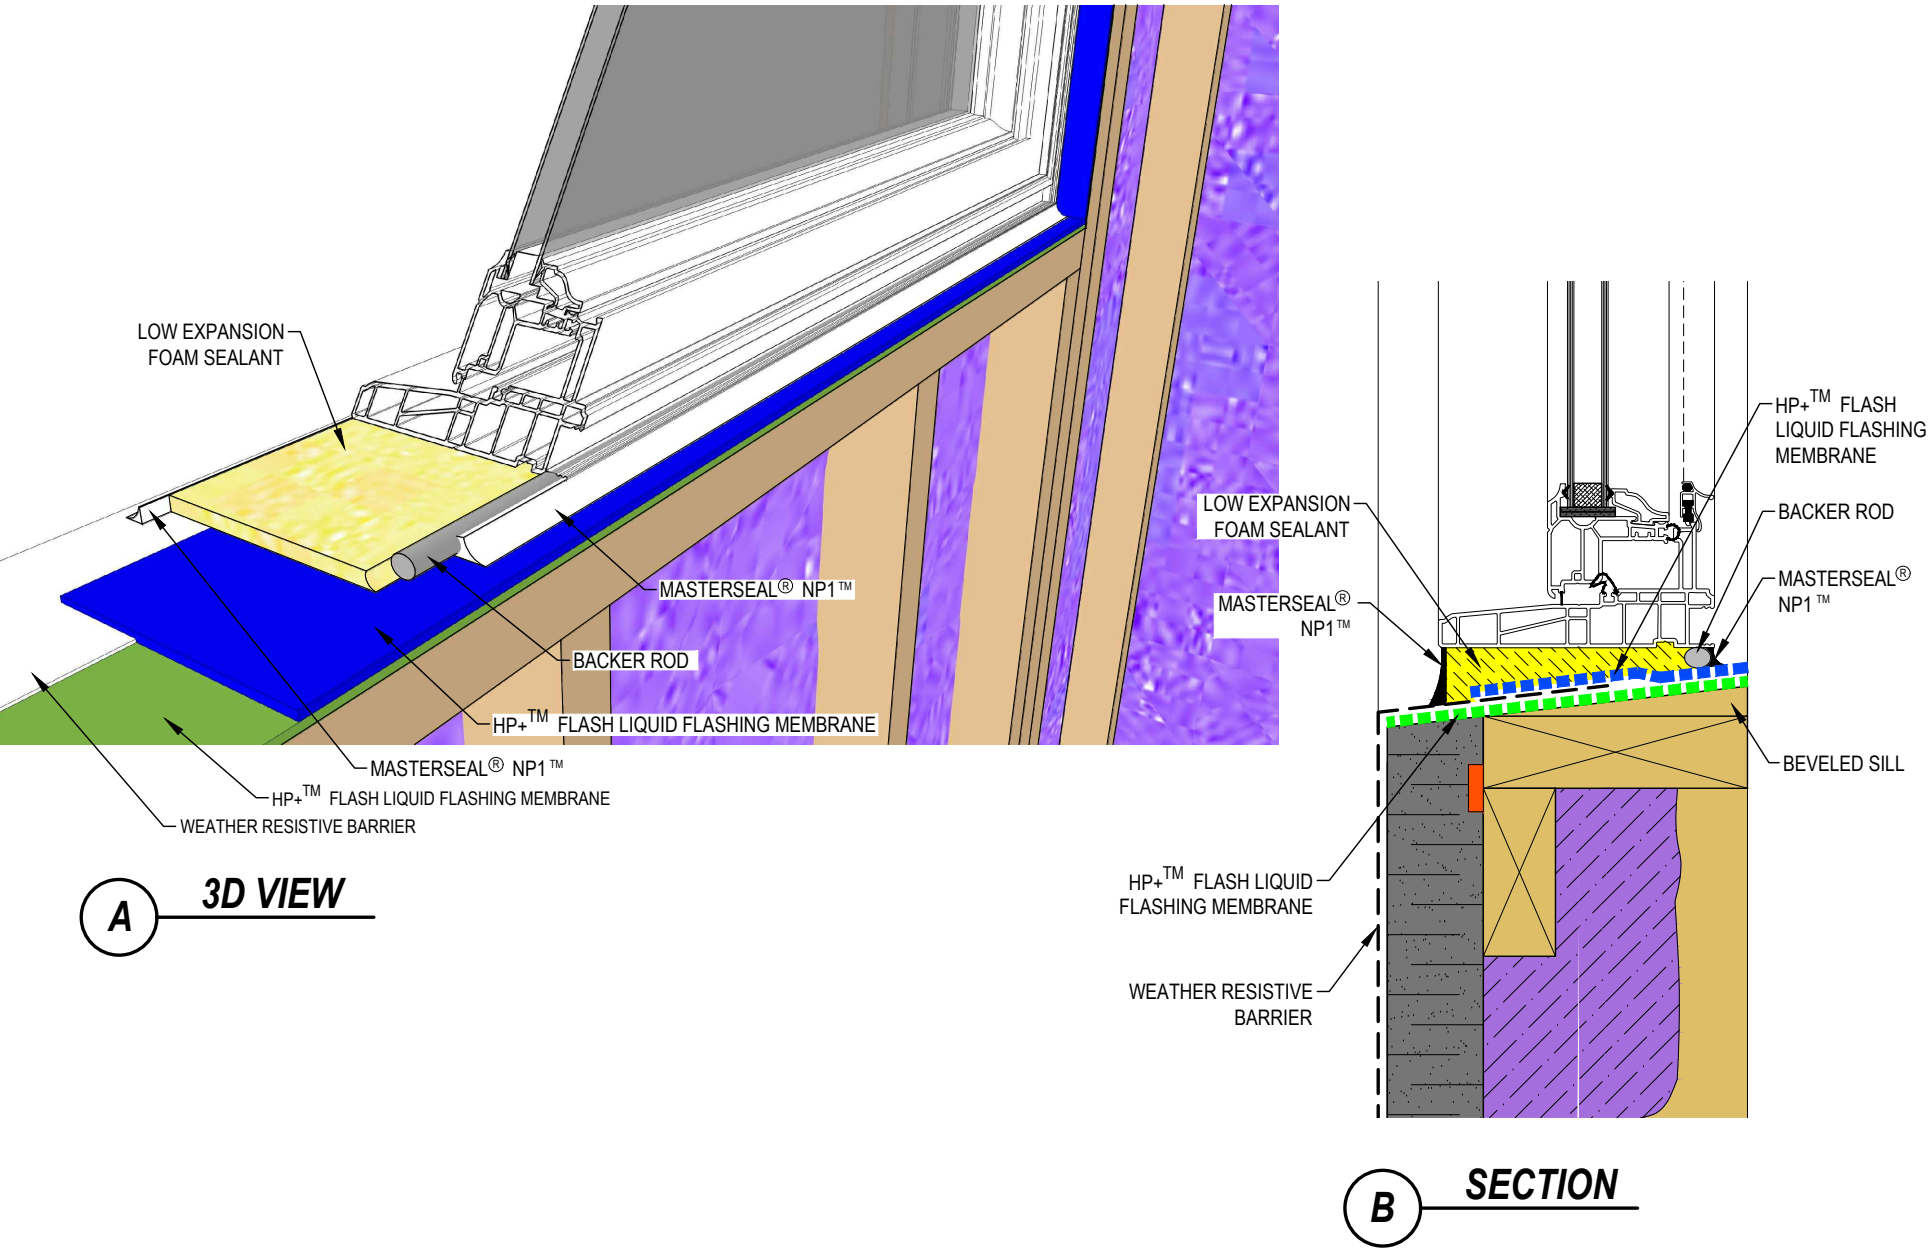 LOW EXPANSION
FOAM SEALANT
MASTERSEAL® NP1™
BACKER ROD
HP+™ FLASH LIQUID FLASHING MEMBRANE
MASTERSEAL® NP1™
HP+™ FLASH LIQUID FLASHING MEMBRANE
WEATHER RESISTIVE BARRIER
A
3D VIEW
HP+™ FLASH
LIQUID FLASHING
MEMBRANE
LOW EXPANSION
FOAM SEALANT
BACKER ROD
MASTERSEAL®
NP1™
MASTERSEAL®
NP1™
BEVELED SILL
HP+™ FLASH LIQUID
FLASHING MEMBRANE
WEATHER RESISTIVE
BARRIER
B
SECTION